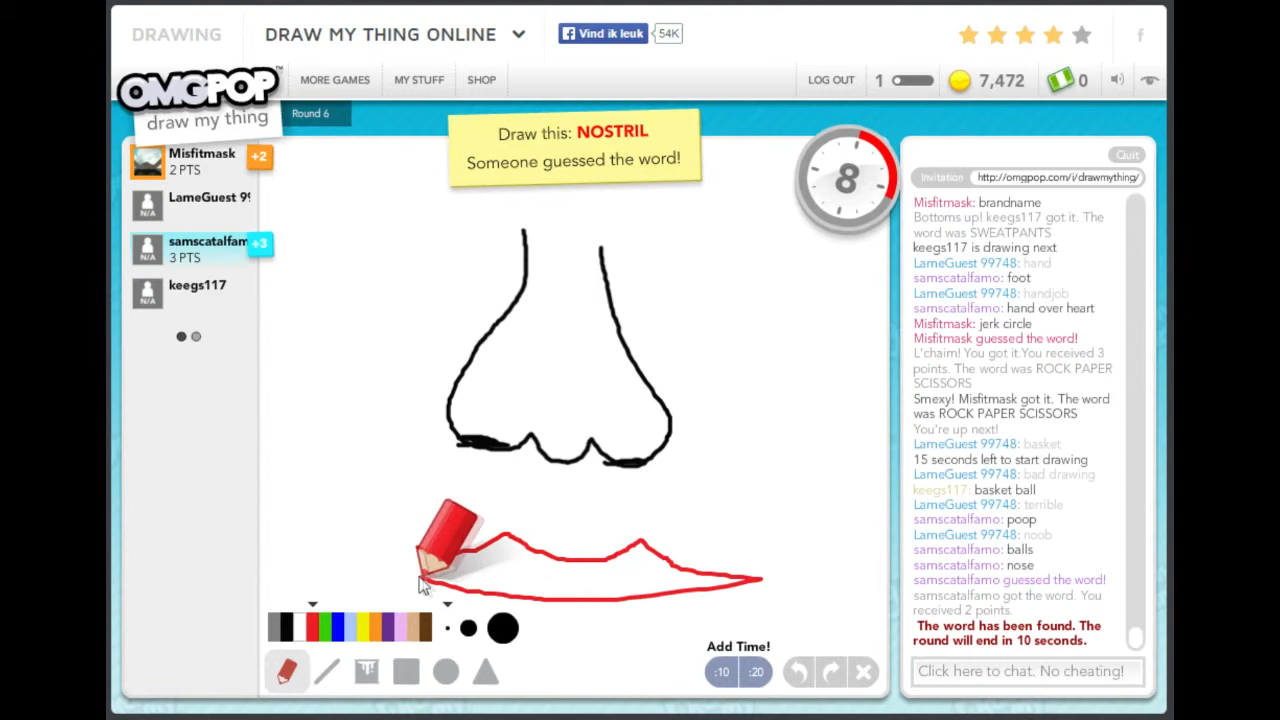 DRAWING
DRAW MY THING ONLINE
Vind ik leuk
54K
OMGPOP™
draw my thing
MORE GAMES
MY STUFF
SHOP
LOG OUT
1
7,472
0
Round 6
Draw this: NOSTRIL
Someone guessed the word!
8
Misfitmask
2 PTS
+2
N/A
LameGuest 99
N/A
samscatalfam
3 PTS
+3
N/A
keegs117
Quit
Invitation http://omgpop.com/i/drawmything/
Misfitmask: brandname
Bottoms up! keegs117 got it. The
word was SWEATPANTS
keegs117 is drawing next
LameGuest 99748: hand
samscatalfamo: foot
LameGuest 99748: handjob
samscatalfamo: hand over heart
Misfitmask: jerk circle
Misfitmask guessed the word!
L'chaim! You got it.You received 3
points. The word was ROCK PAPER
SCISSORS
Smexy! Misfitmask got it. The word
was ROCK PAPER SCISSORS
You're up next!
LameGuest 99748: basket
15 seconds left to start drawing
LameGuest 99748: bad drawing
keegs117: basket ball
LameGuest 99748: terrible
samscatalfamo: poop
LameGuest 99748: noob
samscatalfamo: balls
samscatalfamo: nose
samscatalfamo guessed the word!
samscatalfamo got the word. You
received 2 points.
The word has been found. The
round will end in 10 seconds.
Click here to chat. No cheating!
Add Time!
:10
:20